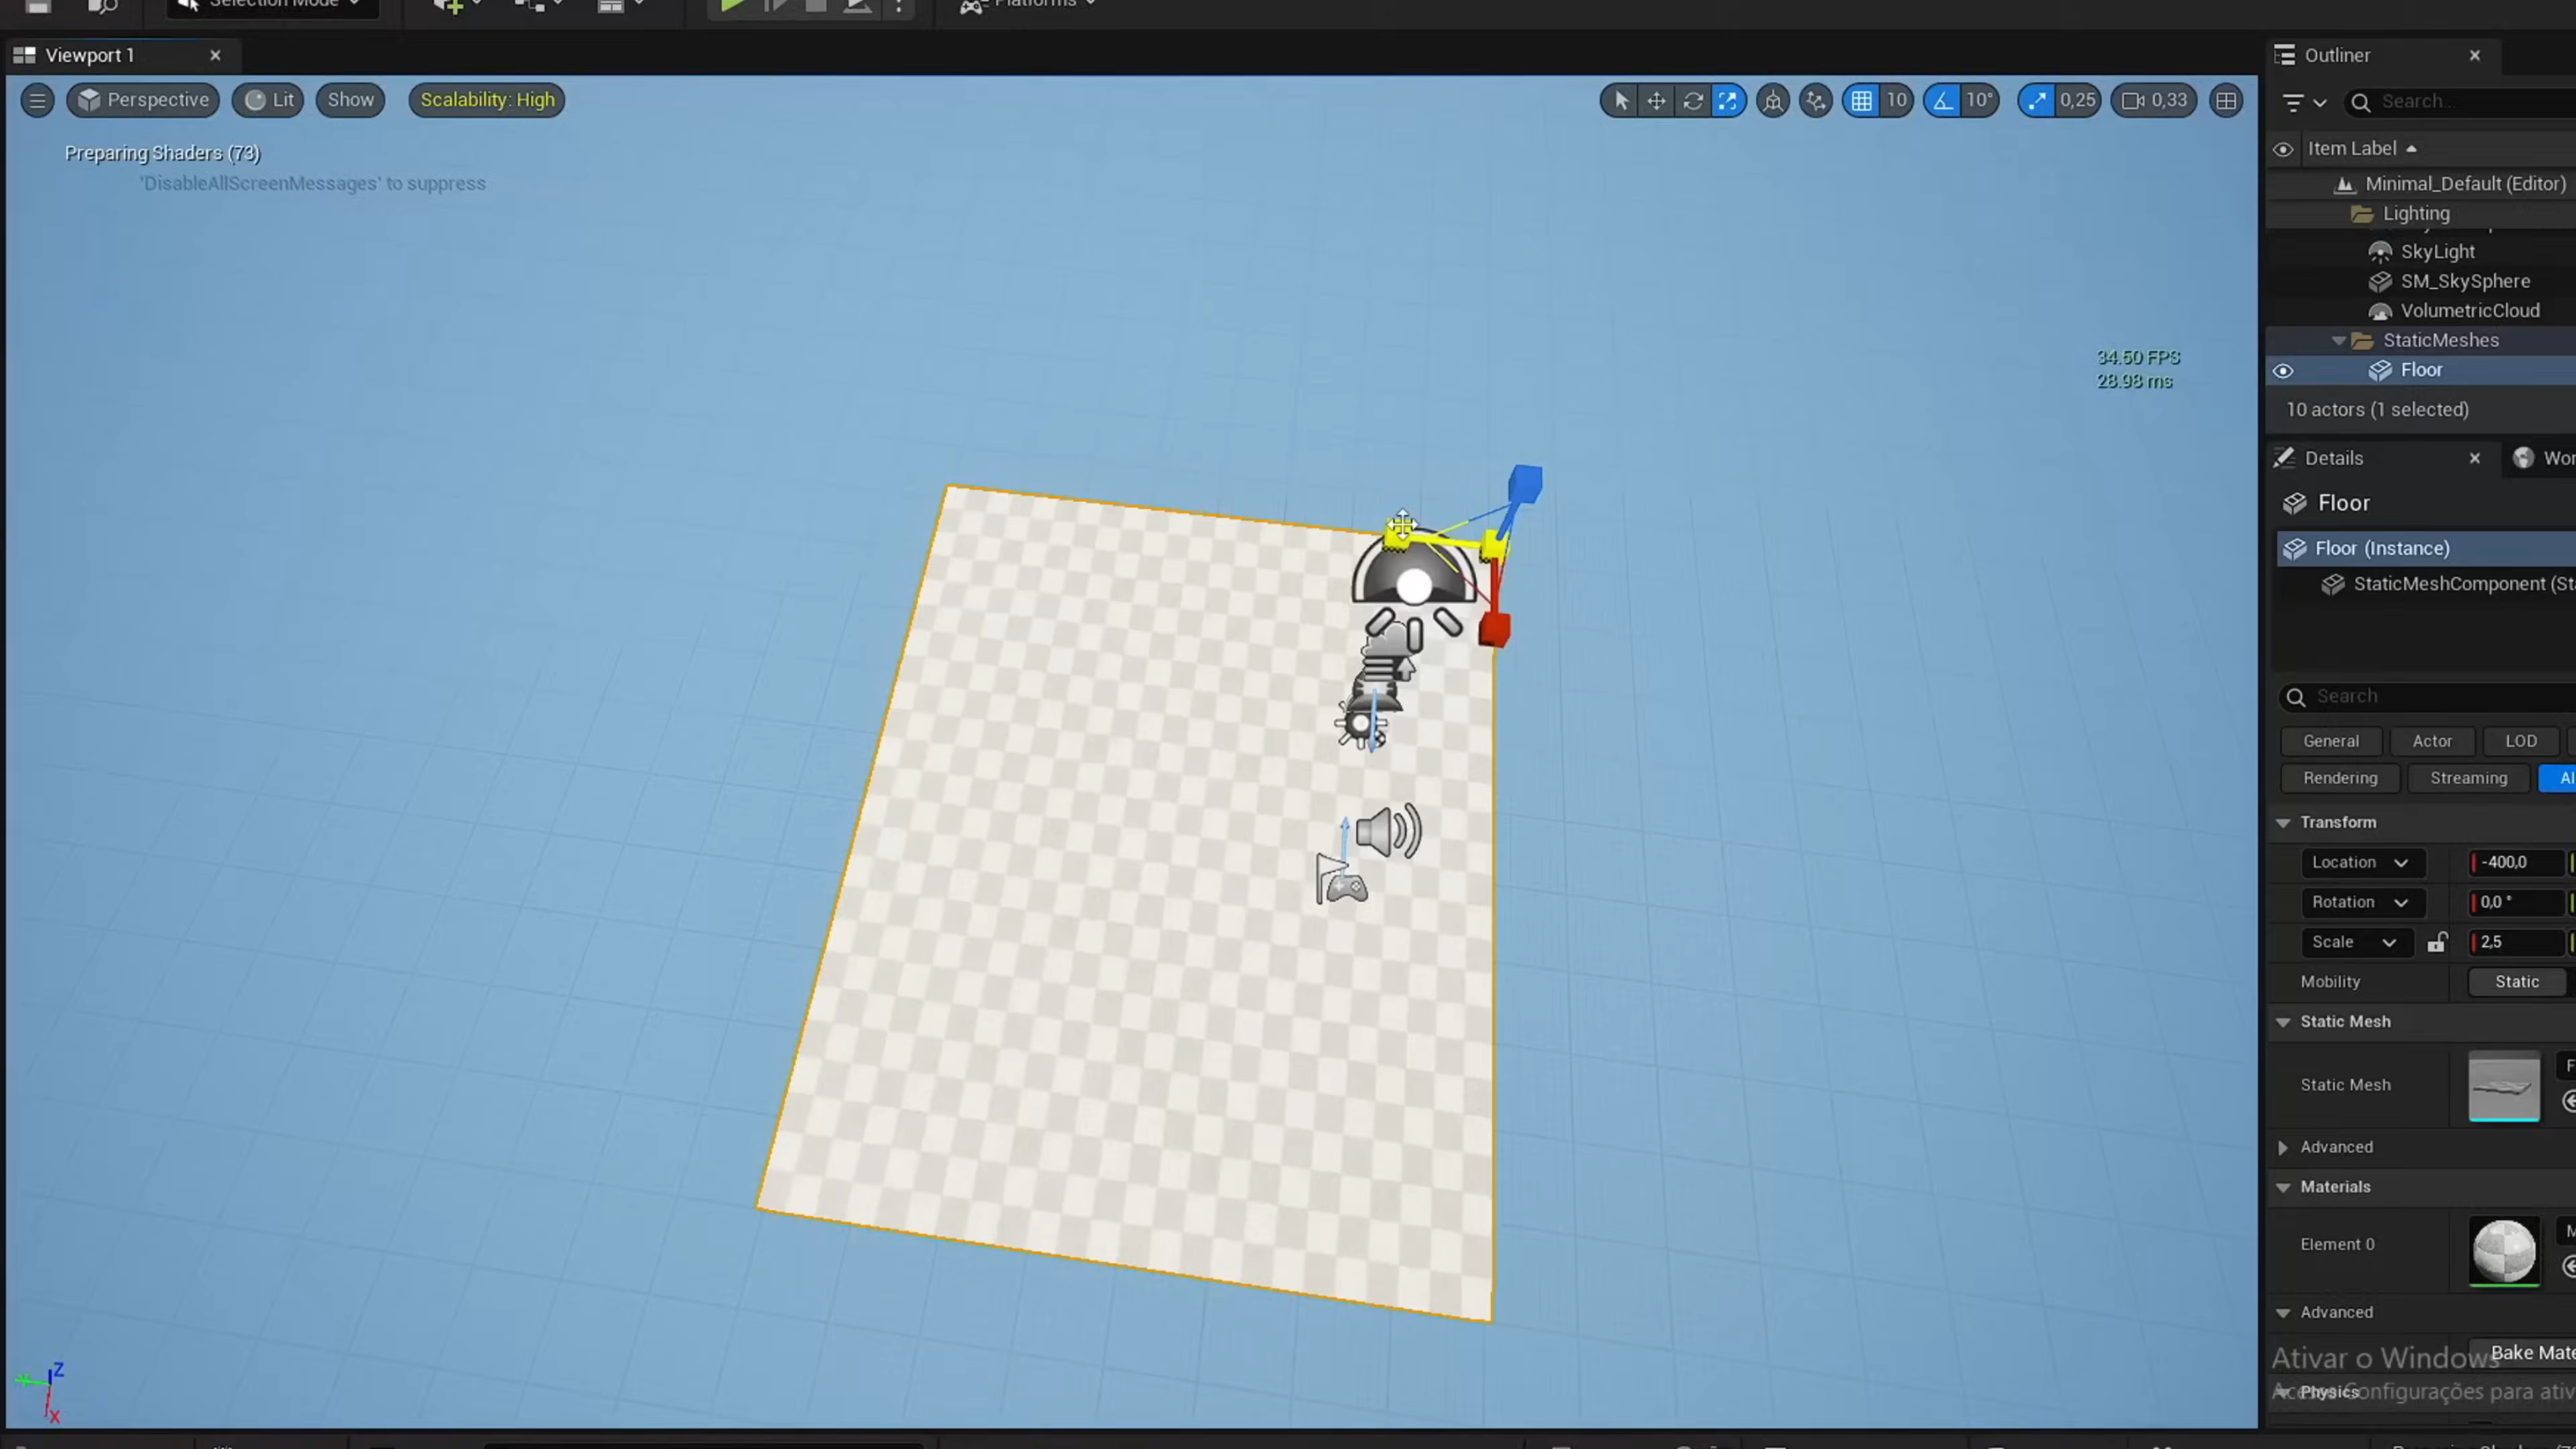 Selection Mode
Platforms
Viewport 1
Perspective
Lit
Show
Scalability: High
10
10°
0,25
0,33
Preparing Shaders (73)
'DisableAllScreenMessages' to suppress
34.50 FPS
28.98 ms
Z
X
Outliner
Search...
Item Label
Minimal_Default (Editor)
Lighting
SkyLight
SM_SkySphere
VolumetricCloud
StaticMeshes
Floor
10 actors (1 selected)
Details
Wor
Floor
Floor (Instance)
StaticMeshComponent (Sta
Search
General
Actor
LOD
Rendering
Streaming
Al
Transform
Location
-400,0
Rotation
0,0 °
Scale
2,5
Mobility
Static
Static Mesh
Static Mesh
F
Advanced
Materials
Element 0
M
Advanced
Bake Mate
Ativar o Windows
Physics
Acesse Configurações para ativ